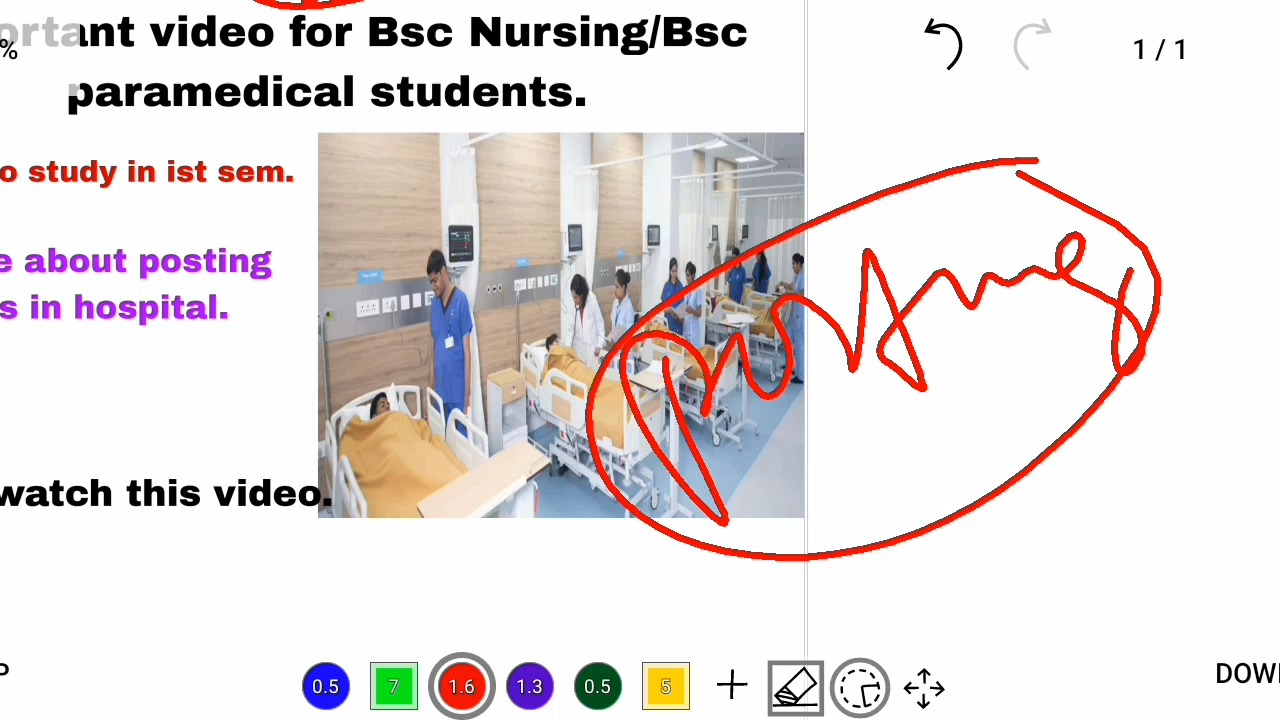 ortant video for Bsc Nursing/Bsc
paramedical students.
%
1 / 1
o study in ist sem.
e about posting
s in hospital.
watch this video.
P
0.5
7
1.6
1.3
0.5
5
DOW